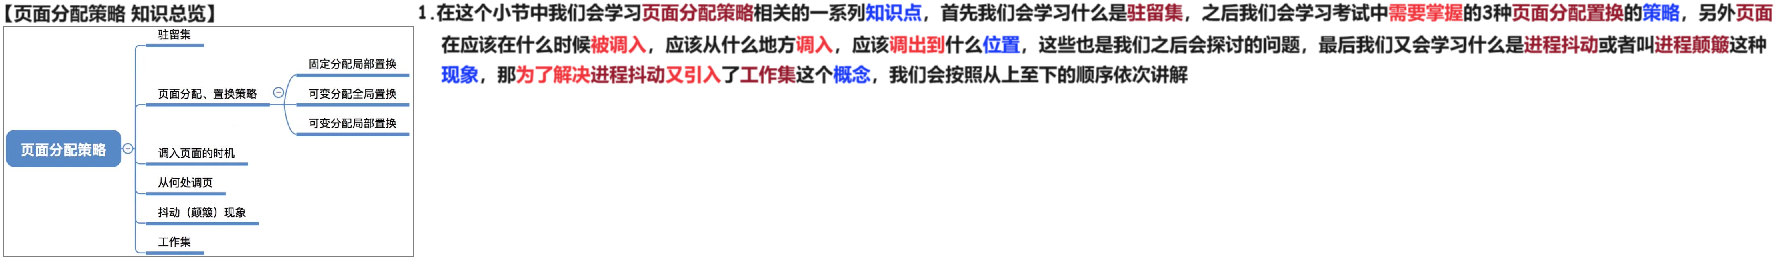 【页面分配策略 知识总览】
驻留集
固定分配局部置换
页面分配、置换策略
可变分配全局置换
可变分配局部置换
页面分配策略
调入页面的时机
从何处调页
抖动（颠簸）现象
工作集
1.在这个小节中我们会学习页面分配策略相关的一系列知识点，首先我们会学习什么是驻留集，之后我们会学习考试中需要掌握的3种页面分配置换的策略，另外页面
在应该在什么时候被调入，应该从什么地方调入，应该调出到什么位置，这些也是我们之后会探讨的问题，最后我们又会学习什么是进程抖动或者叫进程颠簸这种
现象，那为了解决进程抖动又引入了工作集这个概念，我们会按照从上至下的顺序依次讲解